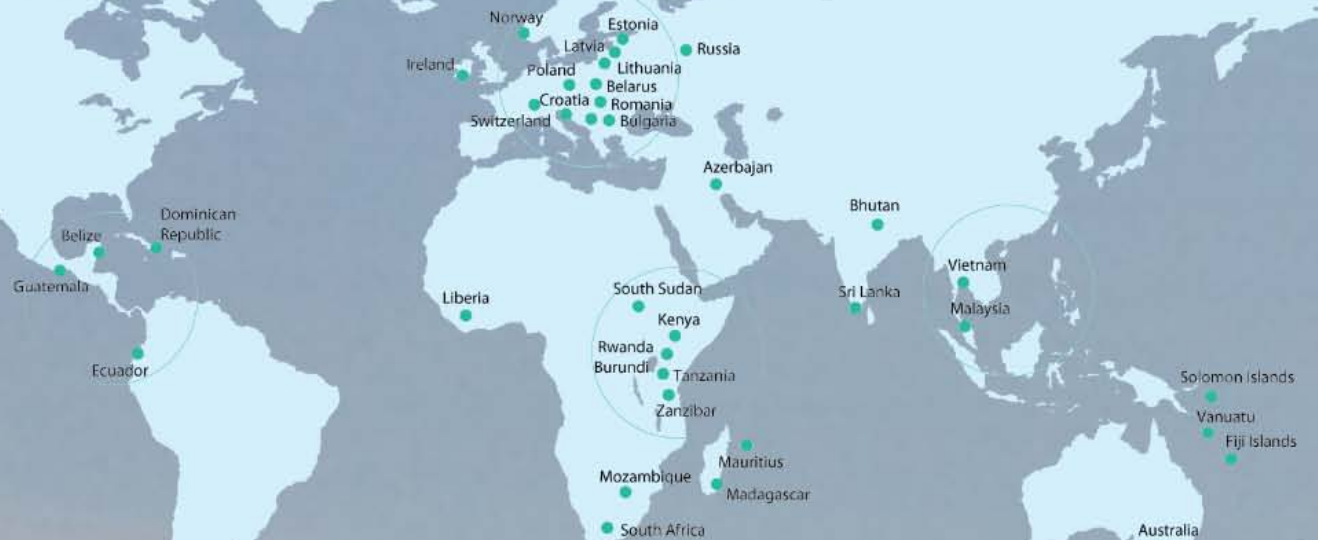 Norway
Estonia
Latvia
Russia
Ireland
Poland
Lithuania
Belarus
Croatia
Romania
Switzerland
Bulgaria
Azerbajan
Bhutan
Dominican
Republic
Belize
Guatemala
Vietnam
Sri Lanka
Malaysia
Liberia
South Sudan
Kenya
Rwanda
Burundi
Tanzania
Zanzibar
Ecuador
Solomon Islands
Vanuatu
Fiji Islands
Mauritius
Mozambique
Madagascar
South Africa
Australia